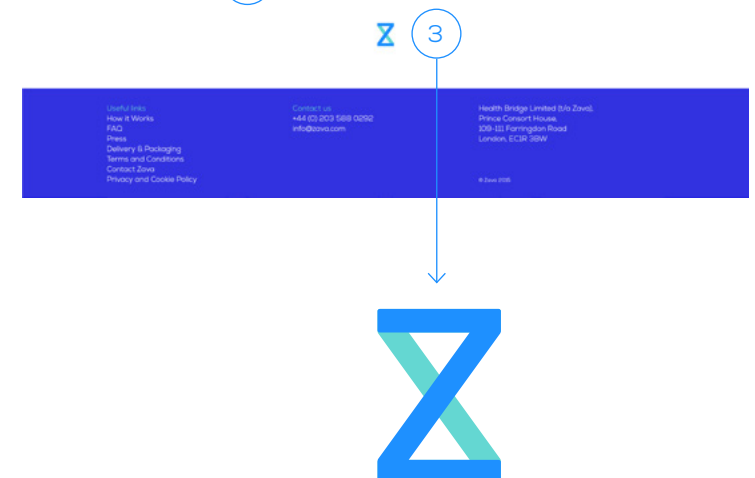 3
Useful links
How It Works
FAQ
Press
Delivery & Packaging
Terms and Conditions
Contact Zava
Privacy and Cookie Policy
Contact us
+44 (0) 203 588 0292
info@zava.com
Health Bridge Limited (t/a Zava),
Prince Consort House,
109-111 Farringdon Road
London, EC1R 3BW
© Zava 2015